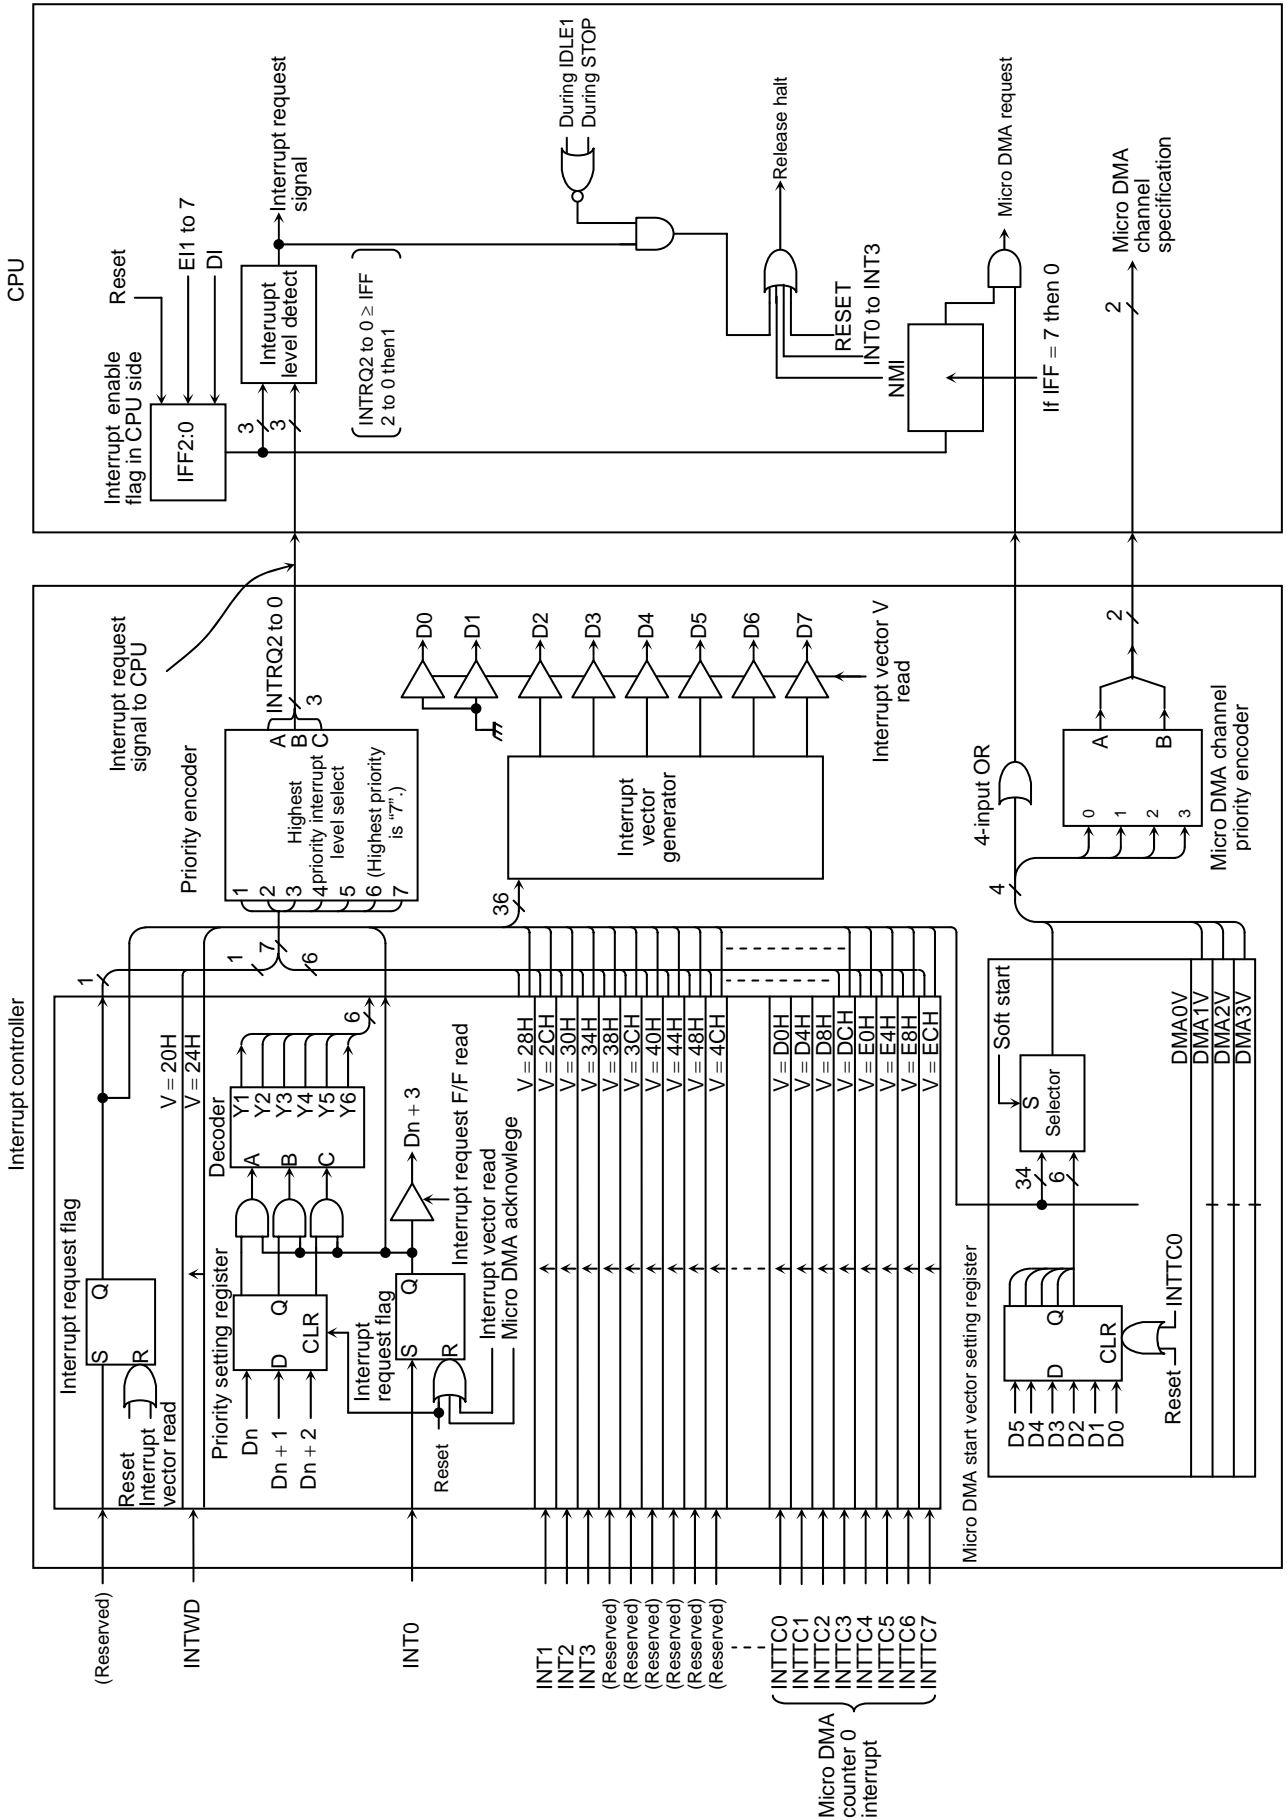 Interrupt controller
CPU
(Reserved)
INTWD
INT0
INT1
INT2
INT3
(Reserved)
(Reserved)
(Reserved)
(Reserved)
(Reserved)
(Reserved)
INTTC0
INTTC1
INTTC2
INTTC3
INTTC4
INTTC5
INTTC6
INTTC7
Micro DMA
counter 0
interrupt
Interrupt request flag
S
Q
R
Reset
Interrupt
vector read
V = 20H
V = 24H
1
Priority setting register
Dn
Dn + 1
Dn + 2
D
Q
CLR
Decoder
A
B
C
Y1
Y2
Y3
Y4
Y5
Y6
6
Interrupt
request flag
S
Q
R
Reset
Dn + 3
Interrupt request F/F read
Interrupt vector read
Micro DMA acknowlege
V = 28H
V = 2CH
V = 30H
V = 34H
V = 38H
V = 3CH
V = 40H
V = 44H
V = 48H
V = 4CH
V = D0H
V = D4H
V = D8H
V = DCH
V = E0H
V = E4H
V = E8H
V = ECH
1
7
6
36
Priority encoder
1
2
3
4
5
6
7
Highest
priority interrupt
level select
(Highest priority
is “7”.)
A
B
C
INTRQ2 to 0
3
Interrupt request
signal to CPU
Interrupt
vector
generator
D0
D1
D2
D3
D4
D5
D6
D7
Interrupt vector V
read
Micro DMA start vector setting register
D5
D4
D3
D2
D1
D0
D
Q
CLR
Reset
INTTC0
34
6
S
Selector
Soft start
DMA0V
DMA1V
DMA2V
DMA3V
4
4-input OR
0
1
2
3
A
B
Micro DMA channel
priority encoder
2
Interrupt enable
flag in CPU side
IFF2:0
Reset
EI1 to 7
DI
3
3
Interuupt
level detect
Interrupt request
signal
INTRQ2 to 0 ≥ IFF
2 to 0 then1
During IDLE1
During STOP
Release halt
RESET
INT0 to INT3
NMI
If IFF = 7 then 0
Micro DMA request
2
Micro DMA
channel
specification